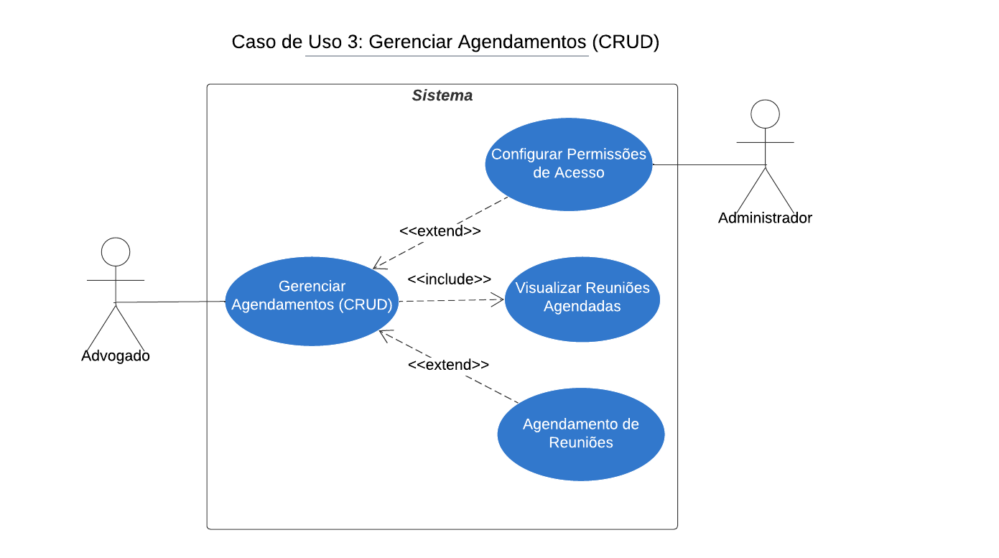 Caso de Uso 3: Gerenciar Agendamentos (CRUD)
Sistema
Configurar Permissões
de Acesso
Administrador
<<extend>>
<<include>>
Gerenciar
Agendamentos (CRUD)
Visualizar Reuniões
Agendadas
Advogado
<<extend>>
Agendamento de
Reuniões